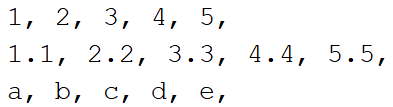 1, 2, 3, 4, 5,
1.1, 2.2, 3.3, 4.4, 5.5,
a, b, c, d, e,